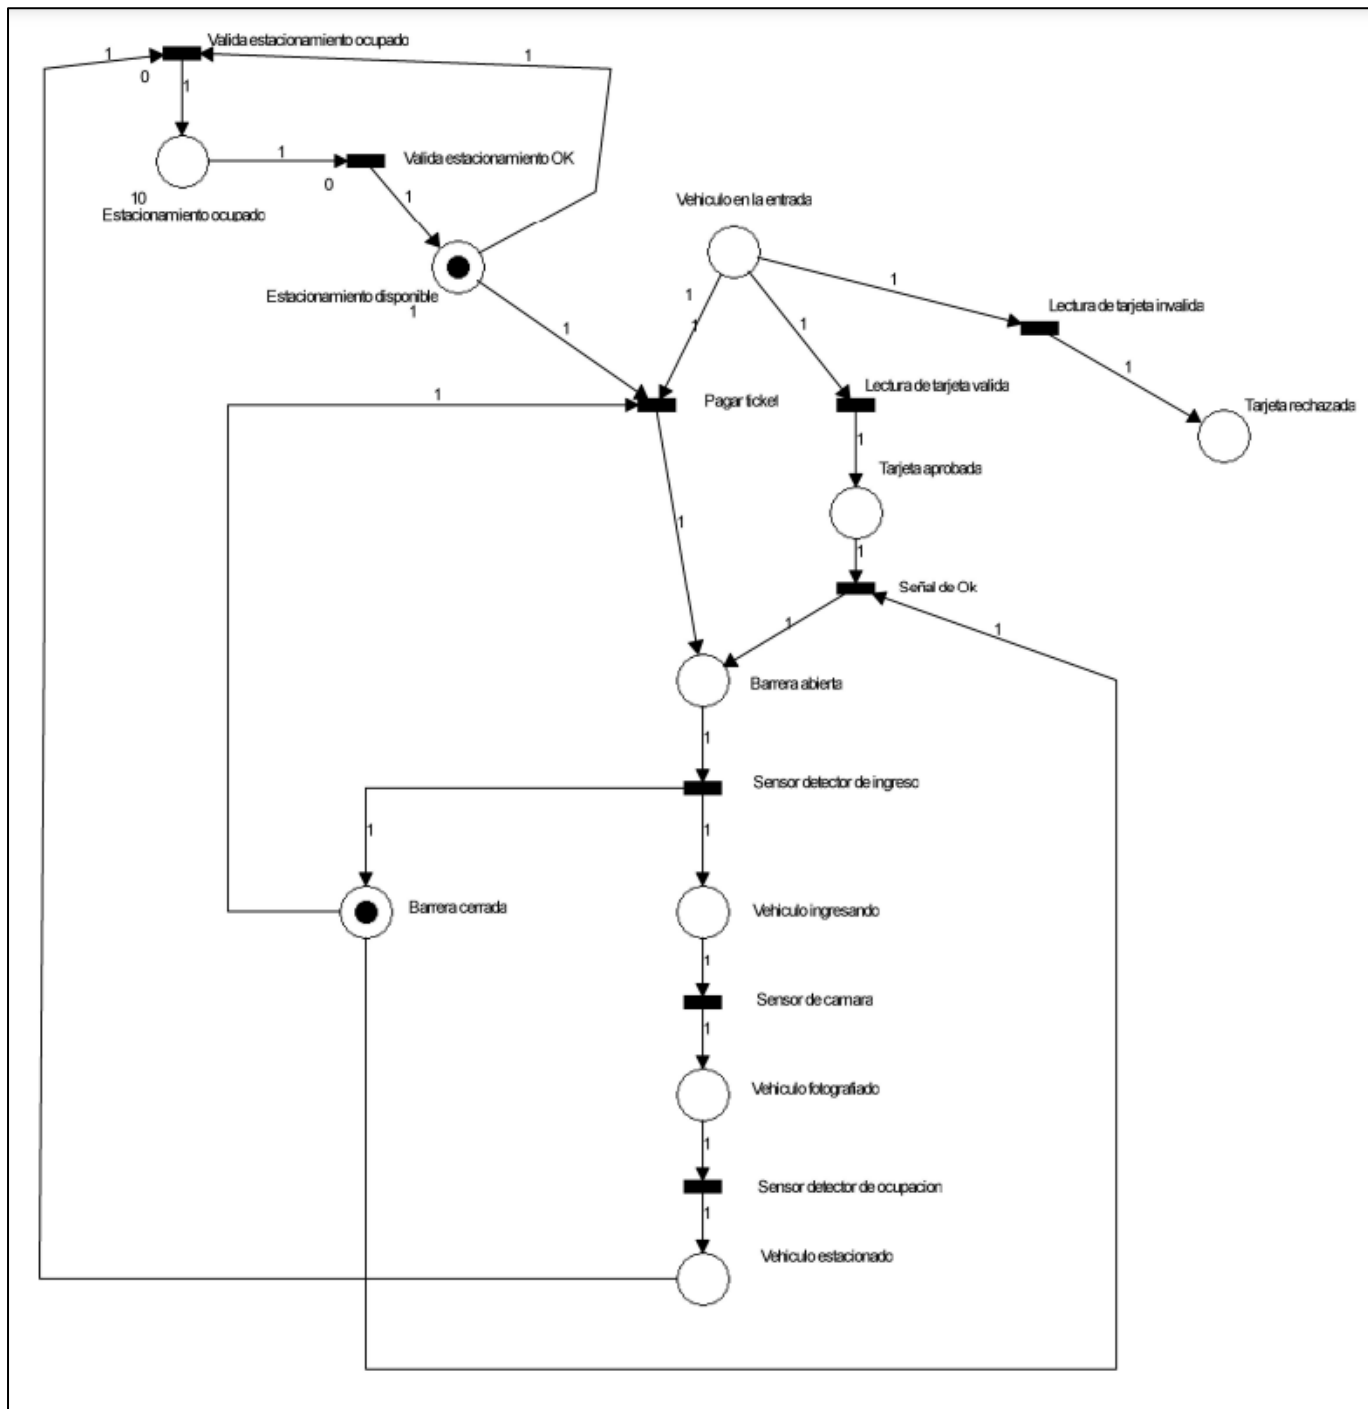 Valida estacionamiento ocupado
1
1
0
1
1
Valida estacionamiento OK
0
1
10
Estacionamiento ocupado
Vehiculo en la entrada
Estacionamiento disponible
1
1
1
1
1
1
Lectura de tarjeta invalida
1
Lectura de tarjeta valida
1
Pagar ticket
Tarjeta rechazada
1
Tarjeta aprobada
1
1
Señal de Ok
1
1
Barrera abierta
1
Sensor detector de ingreso
1
1
Barrera cerrada
Vehiculo ingresando
1
Sensor de camara
1
Vehiculo fotografiado
1
Sensor detector de ocupacion
1
Vehiculo estacionado